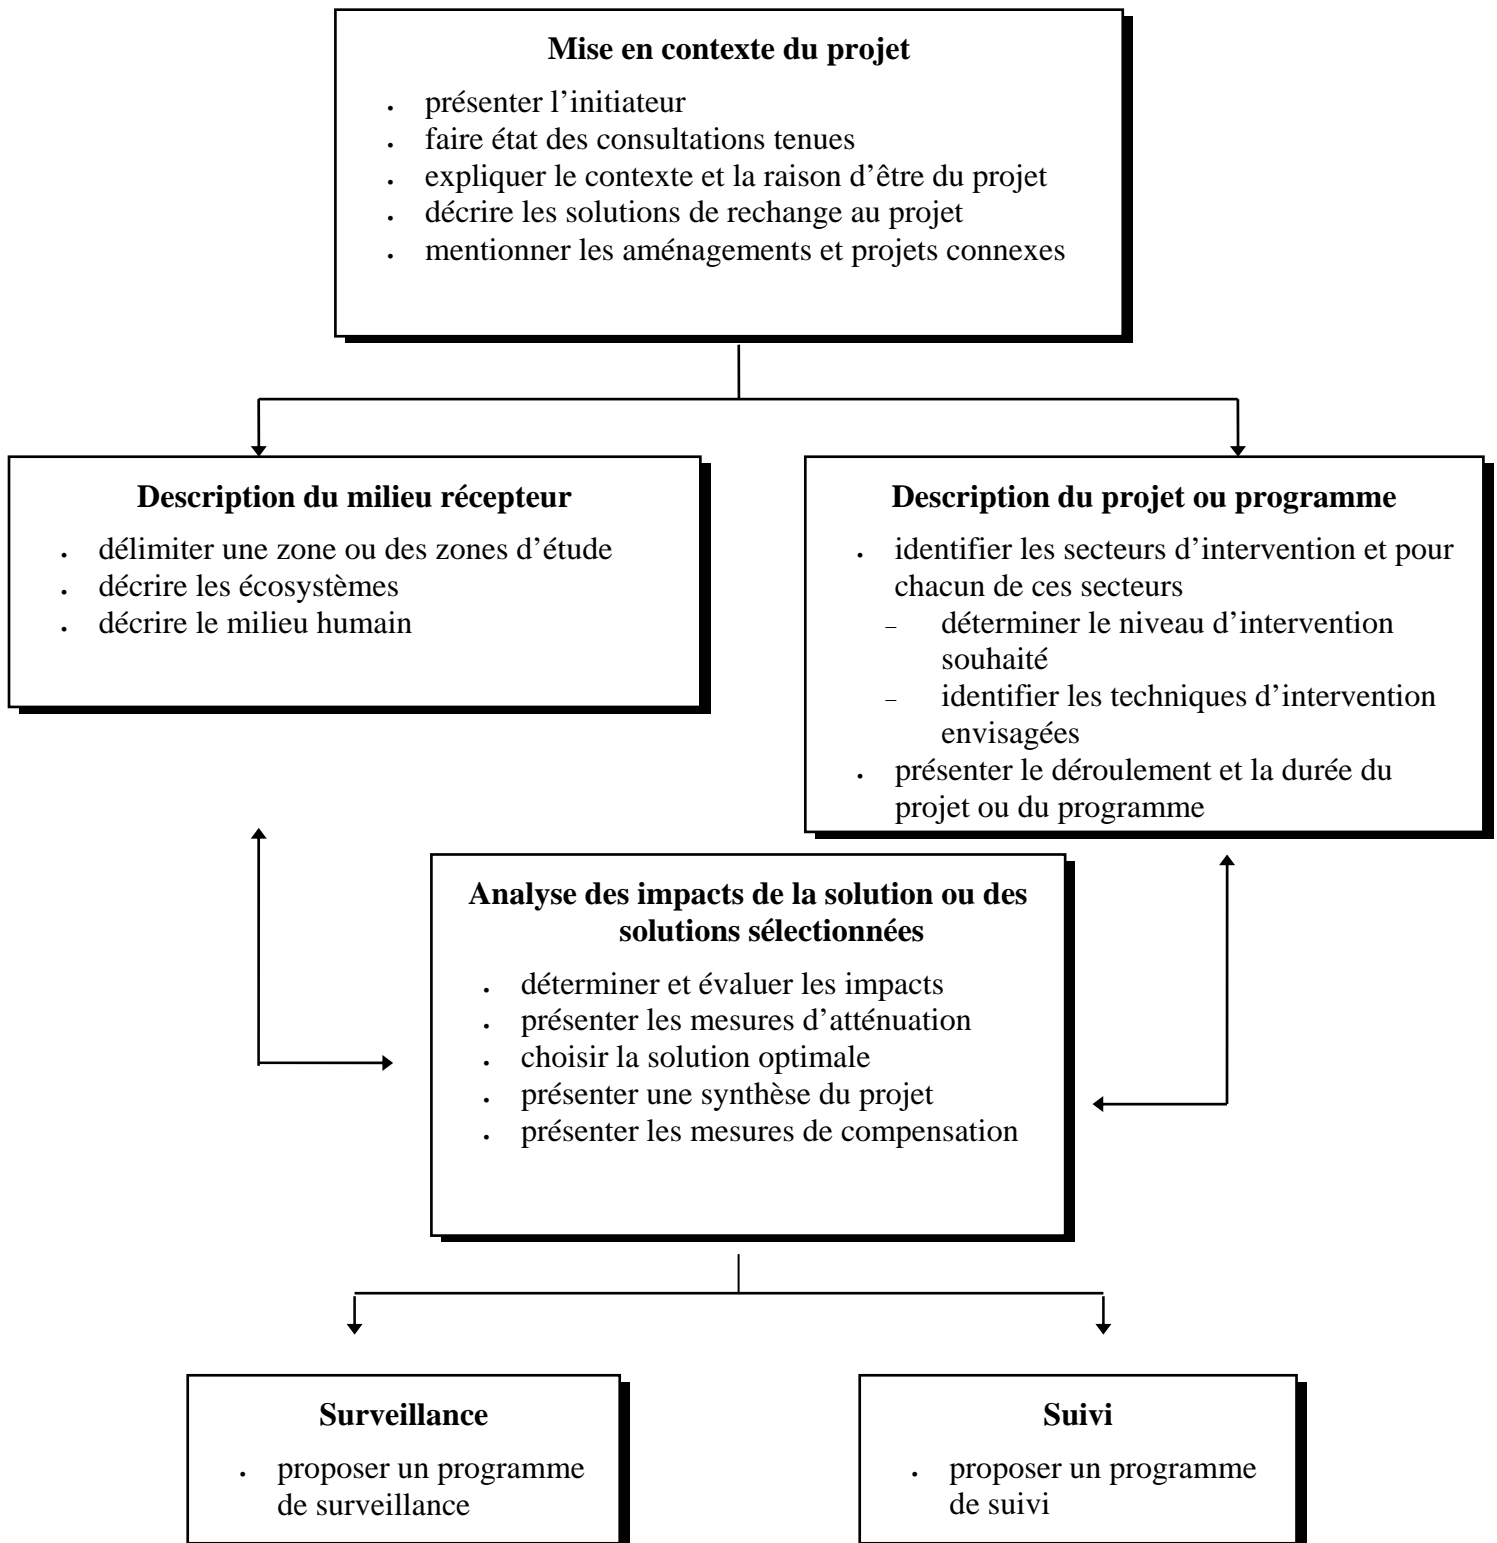 Mise en contexte du projet
. présenter l’initiateur
. faire état des consultations tenues
. expliquer le contexte et la raison d’être du projet
. décrire les solutions de rechange au projet
. mentionner les aménagements et projets connexes
Description du milieu récepteur
. délimiter une zone ou des zones d’étude
. décrire les écosystèmes
. décrire le milieu humain
Description du projet ou programme
. identifier les secteurs d’intervention et pour
chacun de ces secteurs
– déterminer le niveau d’intervention
souhaité
– identifier les techniques d’intervention
envisagées
. présenter le déroulement et la durée du
projet ou du programme
Analyse des impacts de la solution ou des
solutions sélectionnées
. déterminer et évaluer les impacts
. présenter les mesures d’atténuation
. choisir la solution optimale
. présenter une synthèse du projet
. présenter les mesures de compensation
Surveillance
. proposer un programme
de surveillance
Suivi
. proposer un programme
de suivi